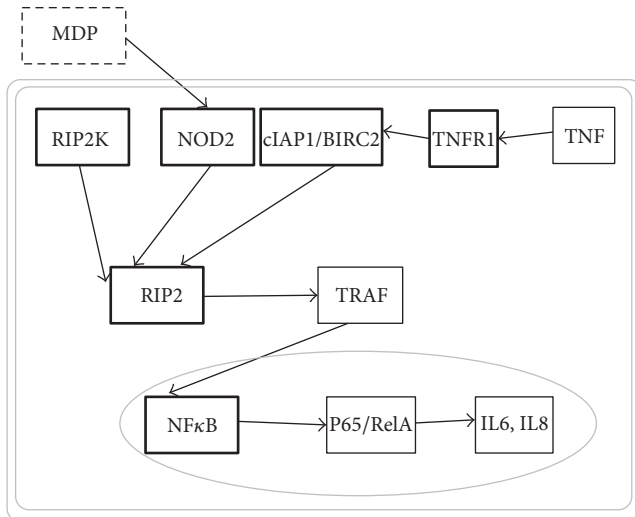 MDP
RIP2K
NOD2
cIAP1/BIRC2
TNFR1
TNF
RIP2
TRAF
NFκB
P65/RelA
IL6, IL8